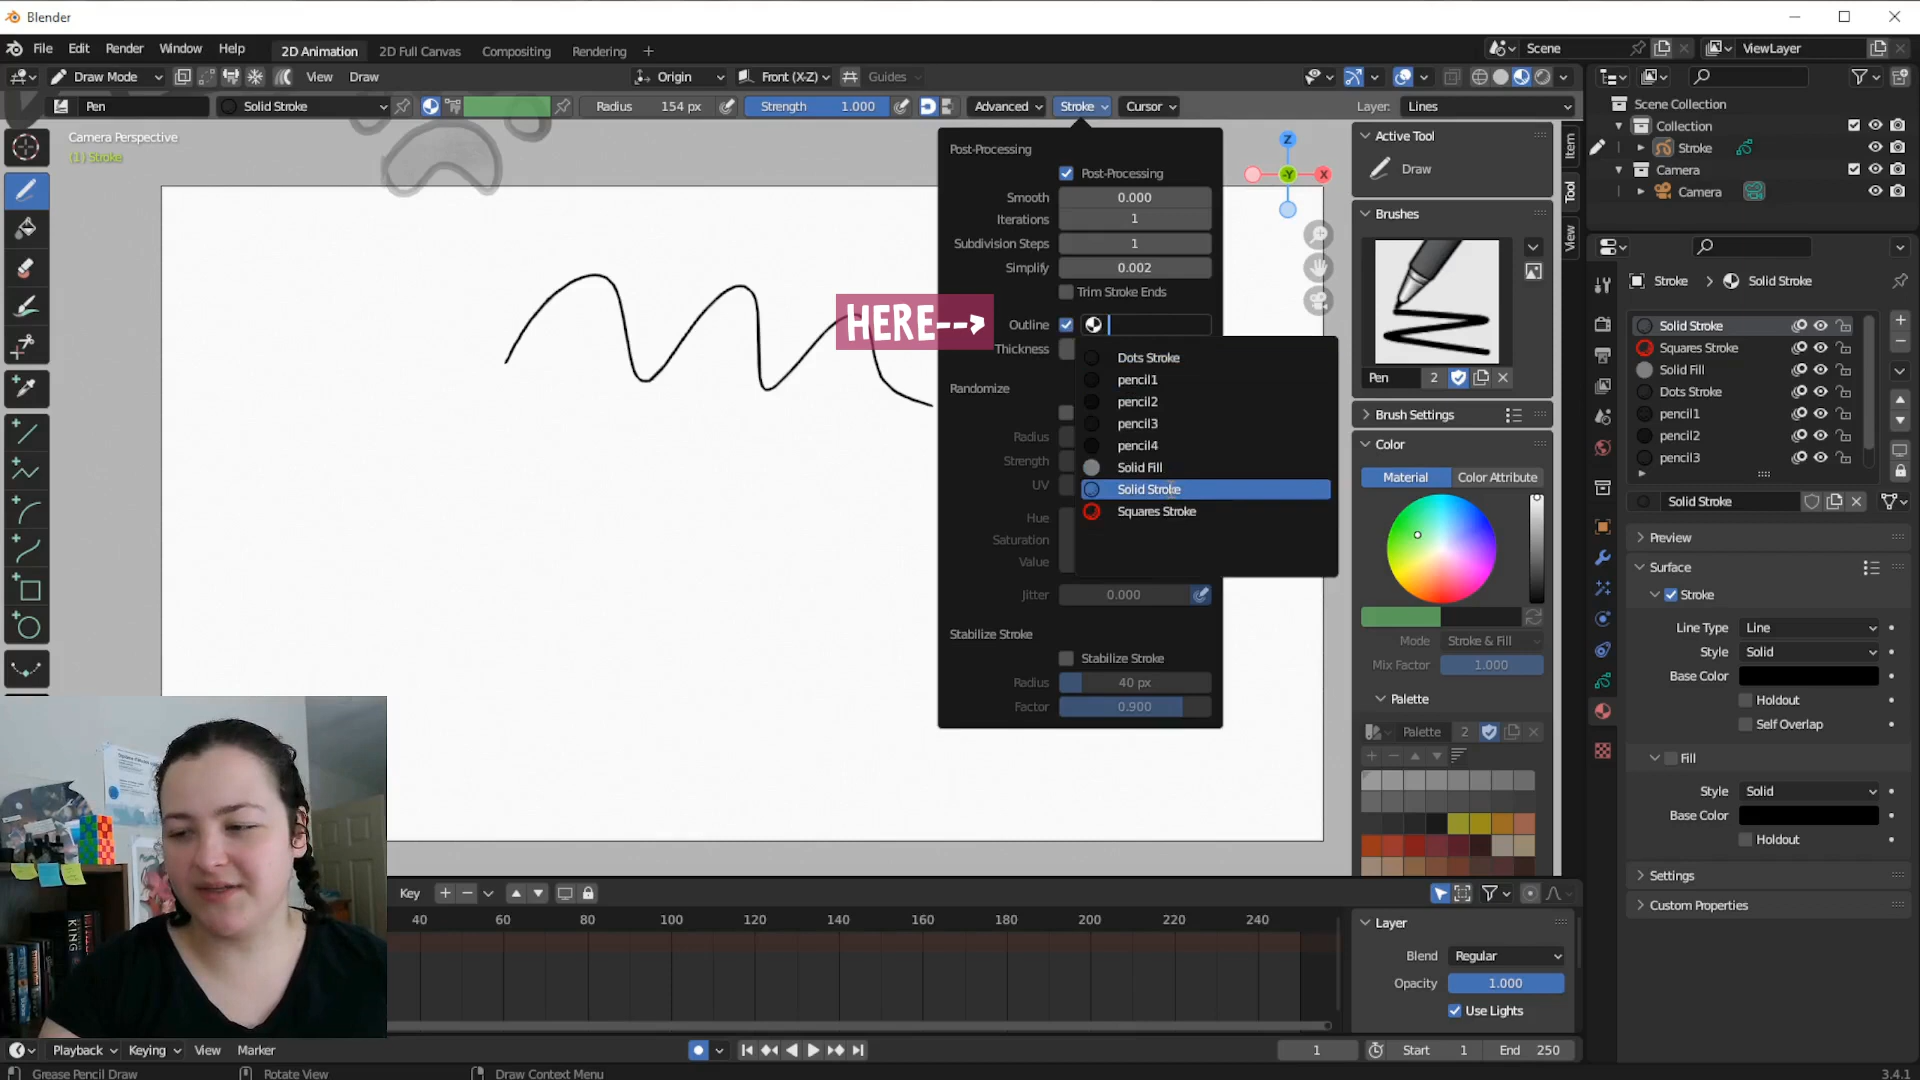 Blender
File Edit Render Window Help 2D Animation 2D Full Canvas Compositing Rendering + Scene ViewLayer
Draw Mode View Draw Origin Front (X-Z) Guides
Pen Solid Stroke Radius 154 px Strength 1.000 Advanced Stroke Cursor Layer: Lines
Camera Perspective
(1) Stroke
Post-Processing
Post-Processing
Smooth 0.000
Iterations 1
Subdivision Steps 1
Simplify 0.002
Trim Stroke Ends
HERE-->
Outline
Thickness
Dots Stroke
pencil1
pencil2
pencil3
pencil4
Solid Fill
Solid Stroke
Squares Stroke
Randomize
Radius
Strength
UV
Hue
Saturation
Value
Jitter 0.000
Stabilize Stroke
Stabilize Stroke
Radius 40 px
Factor 0.900
Z
-Y
X
Active Tool
Draw
Brushes
Pen 2
Brush Settings
Color
Material Color Attribute
Mode Stroke & Fill
Mix Factor 1.000
Palette
Palette 2
Item
Tool
View
Scene Collection
Collection
Stroke
Camera
Camera
Stroke > Solid Stroke
Solid Stroke
Squares Stroke
Solid Fill
Dots Stroke
pencil1
pencil2
pencil3
Solid Stroke
Preview
Surface
Stroke
Line Type Line
Style Solid
Base Color
Holdout
Self Overlap
Fill
Style Solid
Base Color
Holdout
Settings
Custom Properties
KING
Key
40 60 80 100 120 140 160 180 200 220 240
Layer
Blend Regular
Opacity 1.000
Use Lights
Playback Keying View Marker 1 Start 1 End 250
Grease Pencil Draw Rotate View Draw Context Menu 3.4.1